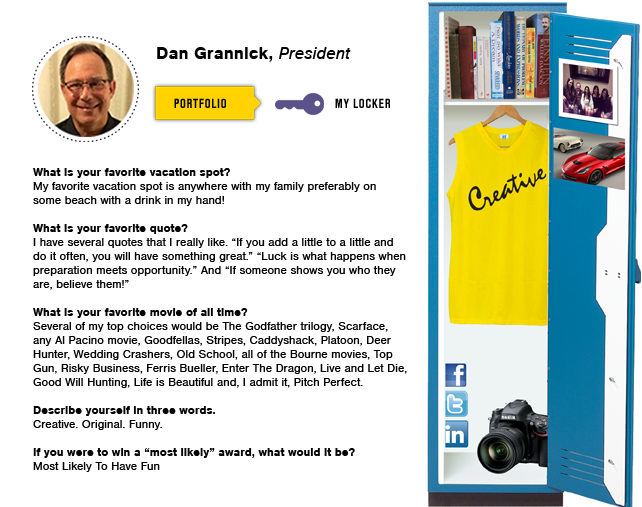 Dan Grannick, President
PORTFOLIO
MY LOCKER
What is your favorite vacation spot?
My favorite vacation spot is anywhere with my family preferably on
some beach with a drink in my hand!
What is your favorite quote?
I have several quotes that I really like. “If you add a little to a little and
do it often, you will have something great.” “Luck is what happens when
preparation meets opportunity.” And “If someone shows you who they
are, believe them!”
What is your favorite movie of all time?
Several of my top choices would be The Godfather trilogy, Scarface,
any Al Pacino movie, Goodfellas, Stripes, Caddyshack, Platoon, Deer
Hunter, Wedding Crashers, Old School, all of the Bourne movies, Top
Gun, Risky Business, Ferris Bueller, Enter The Dragon, Live and Let Die,
Good Will Hunting, Life is Beautiful and, I admit it, Pitch Perfect.
Describe yourself in three words.
Creative. Original. Funny.
If you were to win a “most likely” award, what would it be?
Most Likely To Have Fun
Creative
f
t
in